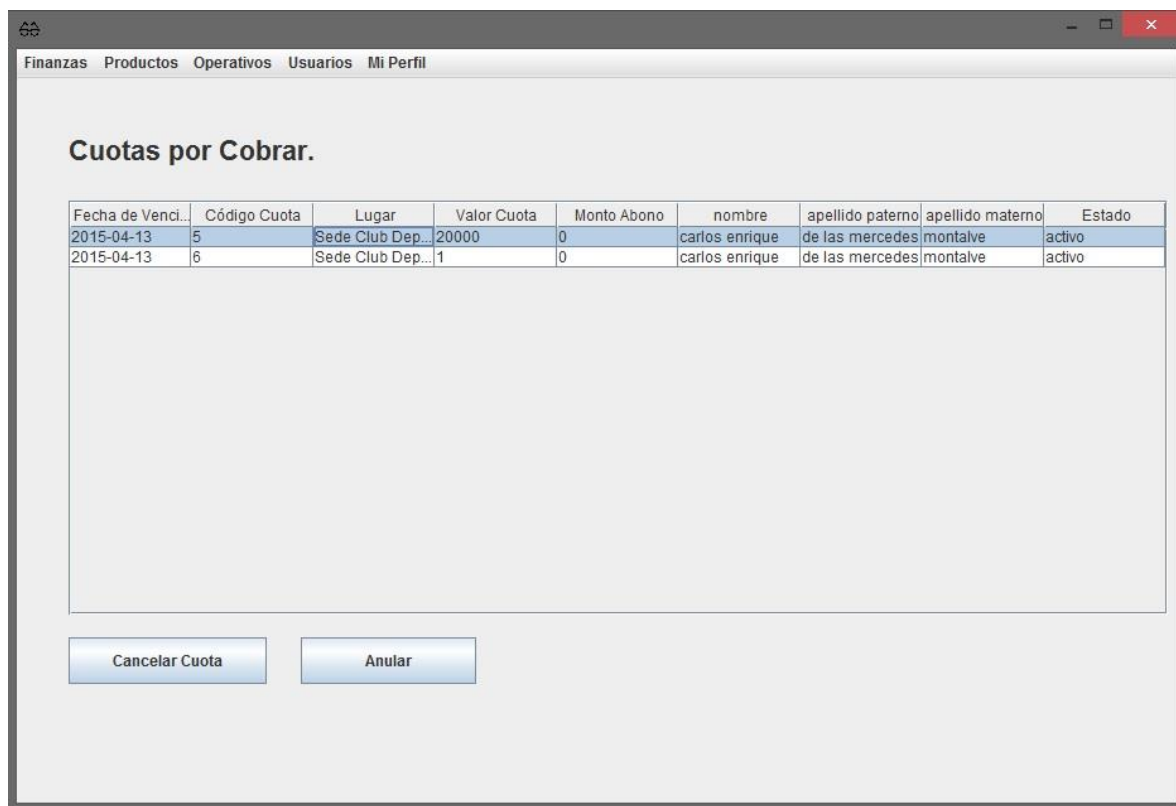 Finanzas Productos Operativos Usuarios Mi Perfil
Cuotas por Cobrar.
Fecha de Venci... Código Cuota Lugar Valor Cuota Monto Abono nombre apellido paterno apellido materno Estado
2015-04-13 5 Sede Club Dep... 20000 0 carlos enrique de las mercedes montalve activo
2015-04-13 6 Sede Club Dep... 1 0 carlos enrique de las mercedes montalve activo
Cancelar Cuota Anular